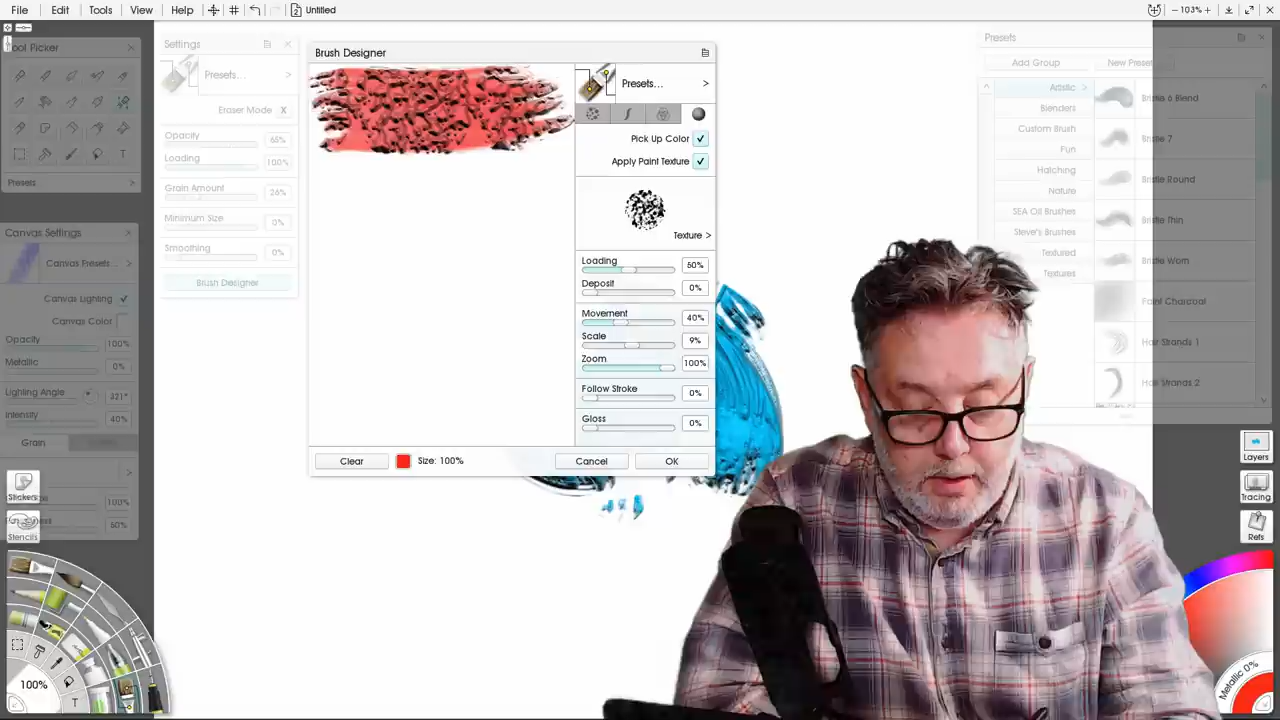 File Edit Tools View Help Untitled
103%
Tool Picker
Presets
Canvas Settings
Canvas Presets...
Canvas Lighting
Canvas Color
Opacity
100%
Metallic
0%
Lighting Angle:
321°
Intensity
40%
Grain
100%
60%
Stickers
Stencils
100%
T
Settings
Presets...
Eraser Mode X
Opacity
65%
Loading
100%
Grain Amount
26%
Minimum Size
0%
Smoothing
0%
Brush Designer
Brush Designer
Presets...
Pick Up Color
Apply Paint Texture
Texture >
Loading
50%
Deposit
0%
Movement
40%
Scale
9%
Zoom
100%
Follow Stroke
0%
Gloss
0%
Clear
Size: 100%
Cancel
OK
Presets
Add Group
New Preset
Artistic
Blenders
Custom Brush
Fun
Hatching
Nature
SEA Oil Brushes
Steve's Brushes
Textured
Textures
Bristle 6 Blend
Bristle 7
Bristle Round
Bristle Thin
Bristle Worn
Faint Charcoal
Hair Strands 1
Hair Strands 2
Layers
Tracing
Refs
Metallic 0%